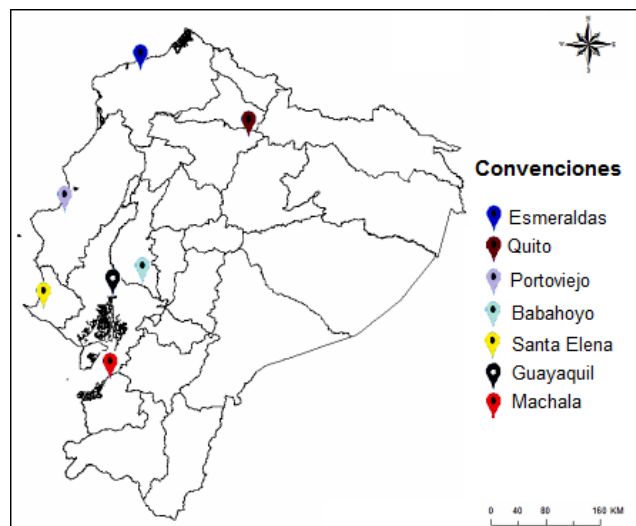 N
W
E
S
Convenciones
Esmeraldas
Quito
Portoviejo
Babahoyo
Santa Elena
Guayaquil
Machala
0 40 80 160 KM